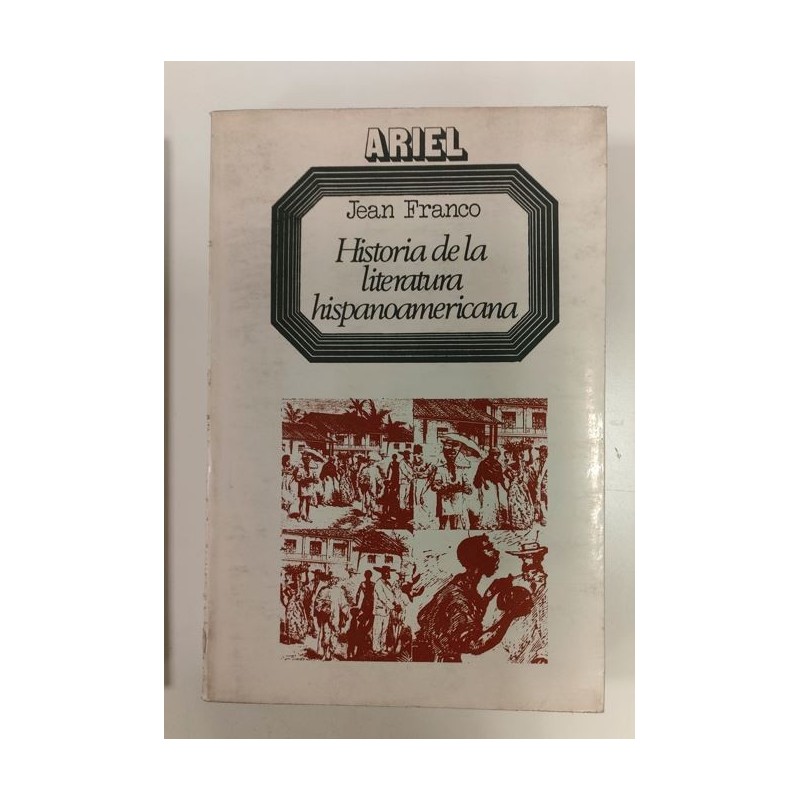 ARIEL
Jean Franco
Historia de la
literatura
hispanoamericana